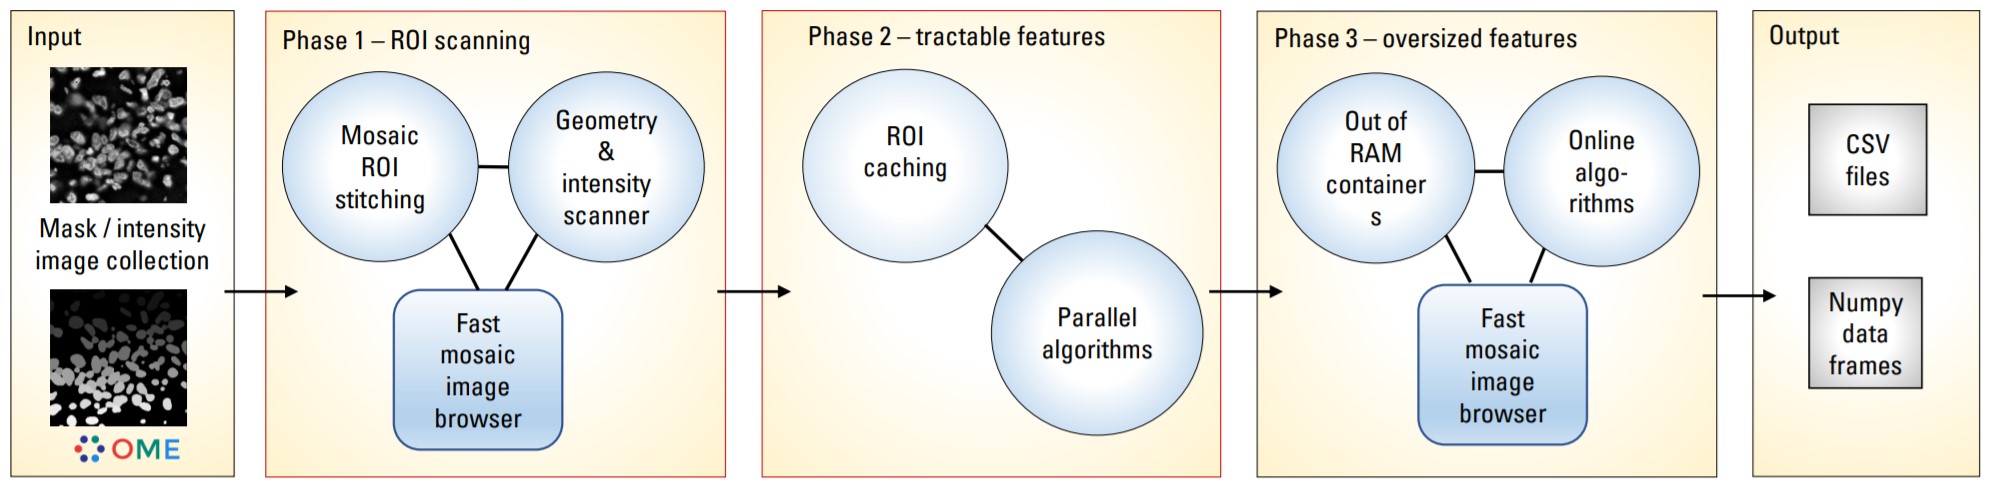 Input
Mask / intensity
image collection
OME
Phase 1 – ROI scanning
Mosaic
ROI
stitching
Geometry
&
intensity
scanner
Fast
mosaic
image
browser
Phase 2 – tractable features
ROI
caching
Parallel
algorithms
Phase 3 – oversized features
Out of
RAM
container
s
Online
algo-
rithms
Fast
mosaic
image
browser
Output
CSV
files
Numpy
data
frames